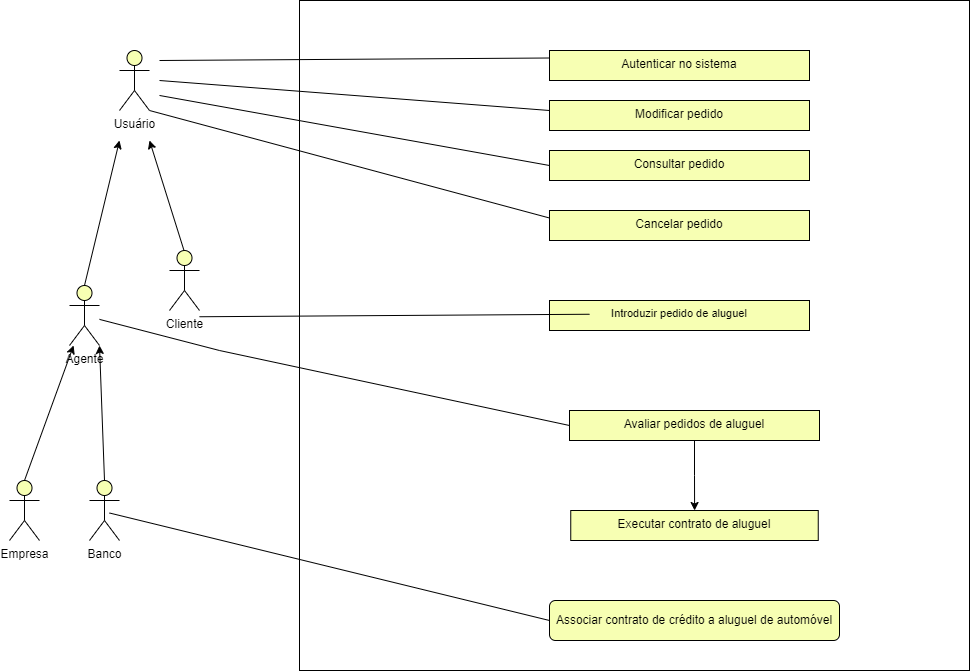 Autenticar no sistema
Modificar pedido
Usuário
Consultar pedido
Cancelar pedido
Introduzir pedido de aluguel
Cliente
Agente
Avaliar pedidos de aluguel
Executar contrato de aluguel
Empresa
Banco
Associar contrato de crédito a aluguel de automóvel